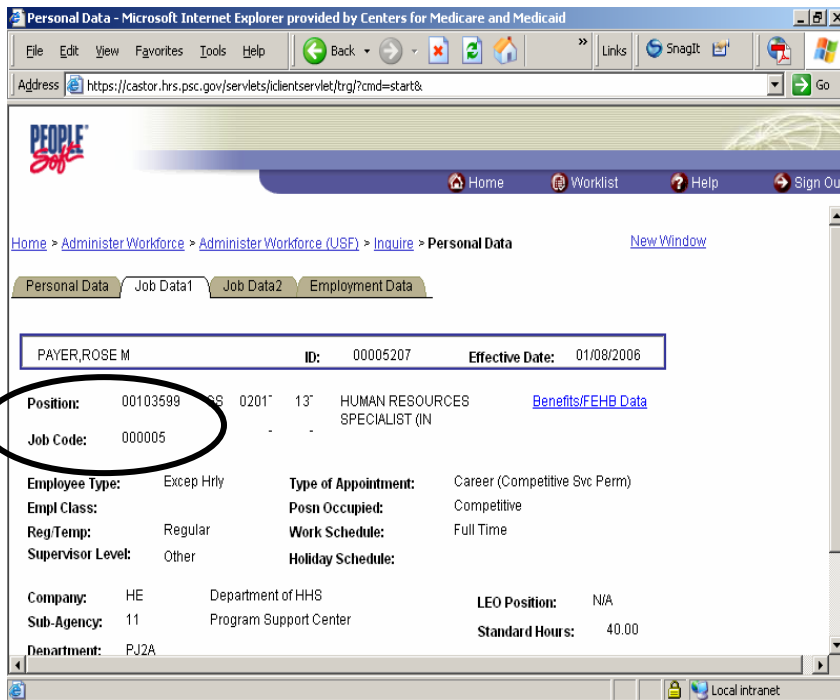 Personal Data - Microsoft Internet Explorer provided by Centers for Medicare and Medicaid
File Edit View Favorites Tools Help Back » Links SnagIt
Address https://castor.hrs.psc.gov/servlets/iclientservlet/trg/?cmd=start& Go
PEOPLE Soft
Home Worklist Help Sign Ou
Home > Administer Workforce > Administer Workforce (USF) > Inquire > Personal Data New Window
Personal Data Job Data1 Job Data2 Employment Data
PAYER,ROSE M ID: 00005207 Effective Date: 01/08/2006
Position: 00103599 GS 0201- 13- HUMAN RESOURCES Benefits/FEHB Data
SPECIALIST (IN
Job Code: 000005 - -
Employee Type: Excep Hrly Type of Appointment: Career (Competitive Svc Perm)
Empl Class: Posn Occupied: Competitive
Reg/Temp: Regular Work Schedule: Full Time
Supervisor Level: Other Holiday Schedule:
Company: HE Department of HHS LEO Position: N/A
Sub-Agency: 11 Program Support Center Standard Hours: 40.00
Department: PJ2A
Local intranet